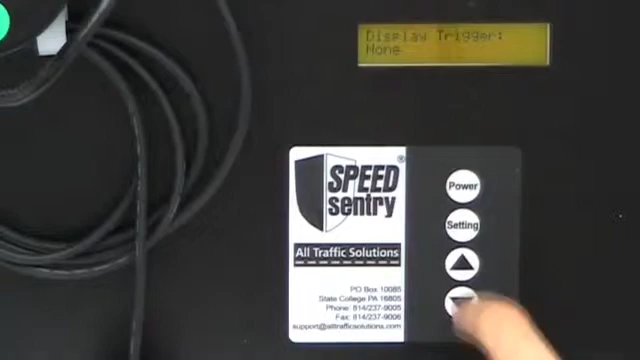 Display Trigger:
None
SPEED®
sentry
All Traffic Solutions
PO Box 10085
State College PA 16805
Phone: 814/237-9005
Fax: 814/237-9006
support@alltrafficsolutions.com
Power
Setting